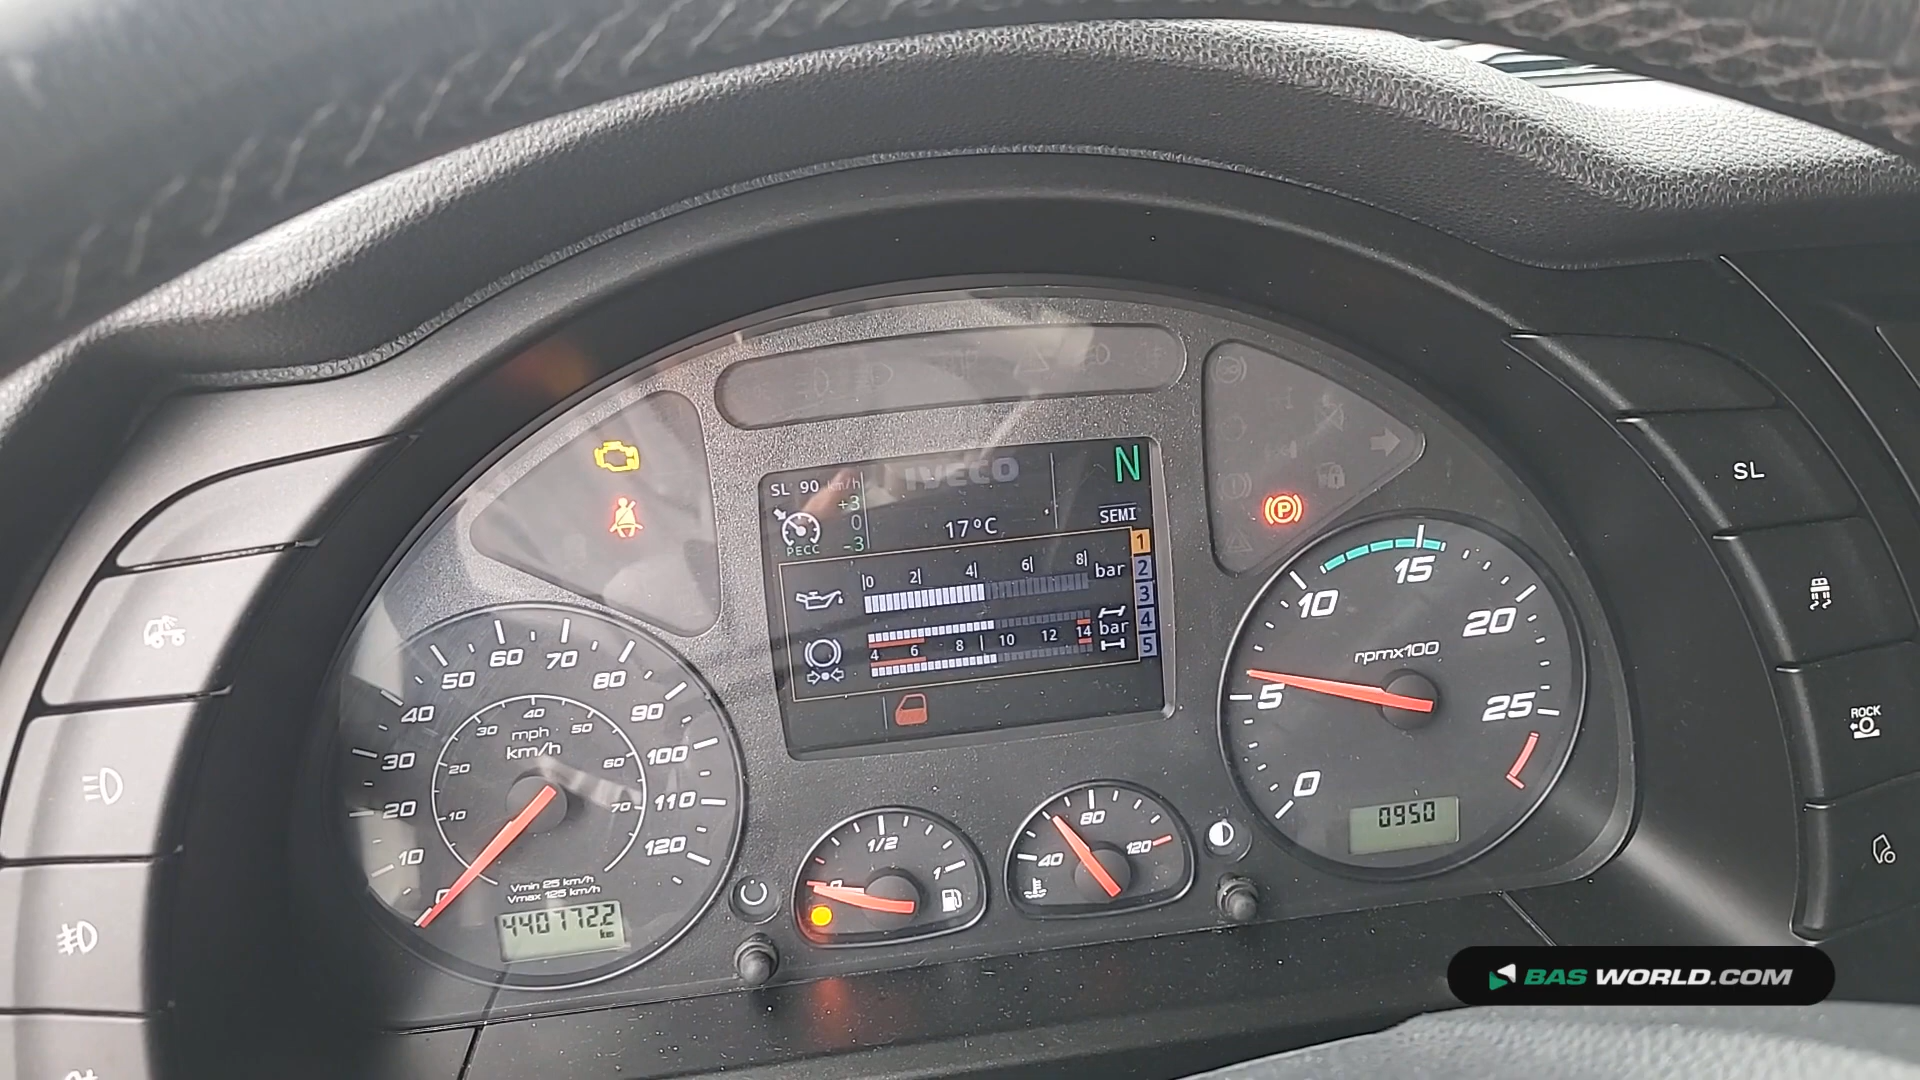 IVECO
N
SL 90 km/h
+3
0
-3
PECC
17°C
SEMI
0 2 4 6 8 bar
4 6 8 10 12 14 bar
1
2
3
4
5
10 20 30 40 50 60 70 80 90 100 110 120
10 20 30 40 50 60 70
mph
km/h
Vmin 25 km/h
Vmax 125 km/h
440772.2
km
0 1/2 1
40 80 120
0 5 10 15 20 25
rpmx100
0950
P
SL
ROCK
BAS WORLD.COM